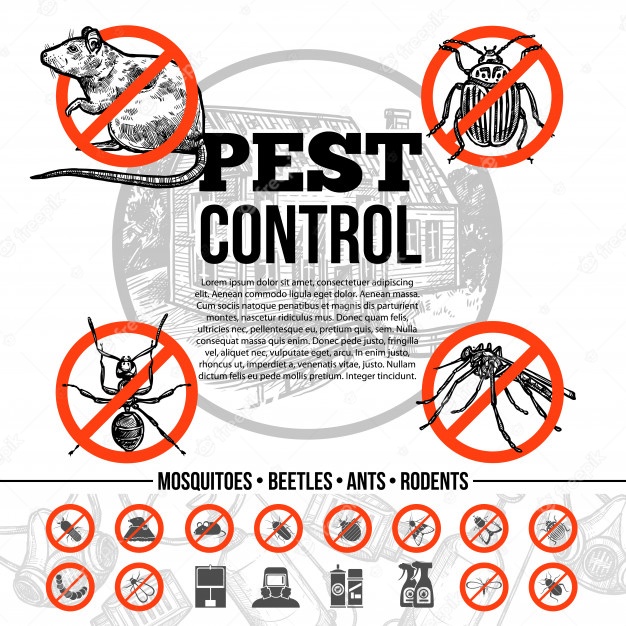 PEST
CONTROL
Lorem ipsum dolor sit amet,
consectetuer adipiscing elit.
Aenean commodo ligula eget
dolor. Aenean massa. Cum sociis
natoque penatibus et magnis dis
parturient montes, nascetur ridiculus
mus. Donec quam felis,
ultricies nec, pellentesque eu,
pretium quis, sem. Nulla
consequat massa quis enim. Donec
pede justo, fringilla vel, aliquet
nec, vulputate eget, arcu. In enim
justo, rhoncus ut, imperdiet a,
venenatis vitae, justo. Nullam dictum
felis eu pede mollis pretium. Integer tincidunt.
MOSQUITOES • BEETLES • ANTS • RODENTS